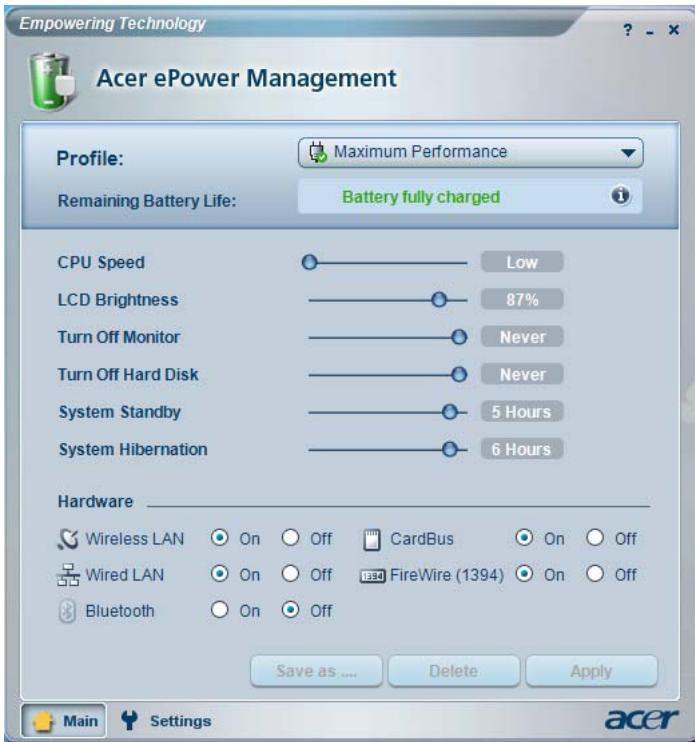 Empowering Technology
? - x
Acer ePower Management
Profile: Maximum Performance
Remaining Battery Life: Battery fully charged
CPU Speed Low
LCD Brightness 87%
Turn Off Monitor Never
Turn Off Hard Disk Never
System Standby 5 Hours
System Hibernation 6 Hours
Hardware
Wireless LAN On Off CardBus On Off
Wired LAN On Off 1394 FireWire (1394) On Off
Bluetooth On Off
Save as .... Delete Apply
Main Settings acer